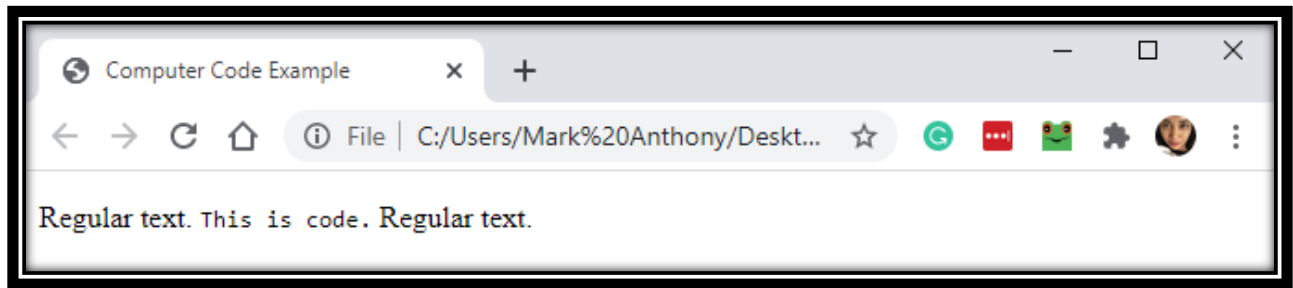 Computer Code Example
File C:/Users/Mark%20Anthony/Deskt...
Regular text. This is code. Regular text.